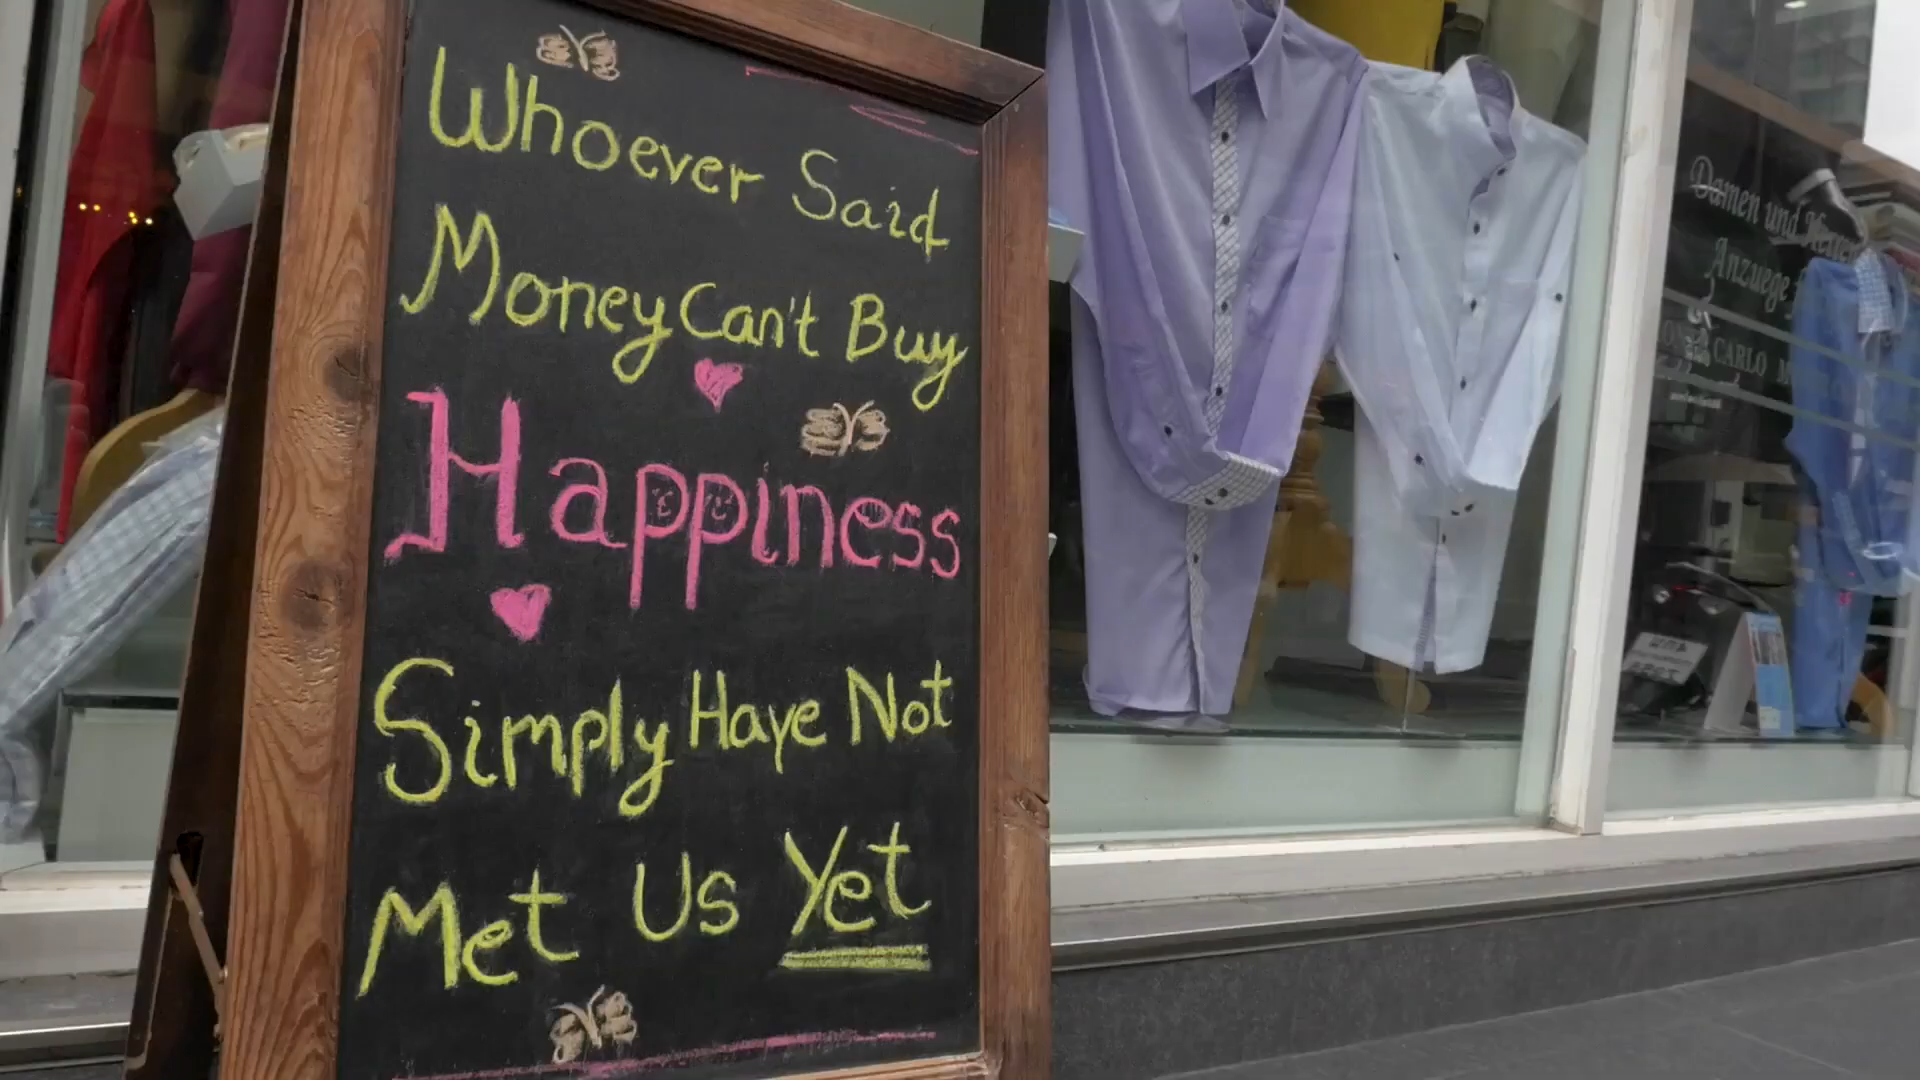 Whoever Said
Money Can't Buy
Happiness
Simply Have Not
Met Us Yet
Damen und Herren
Anzuege
CARLO